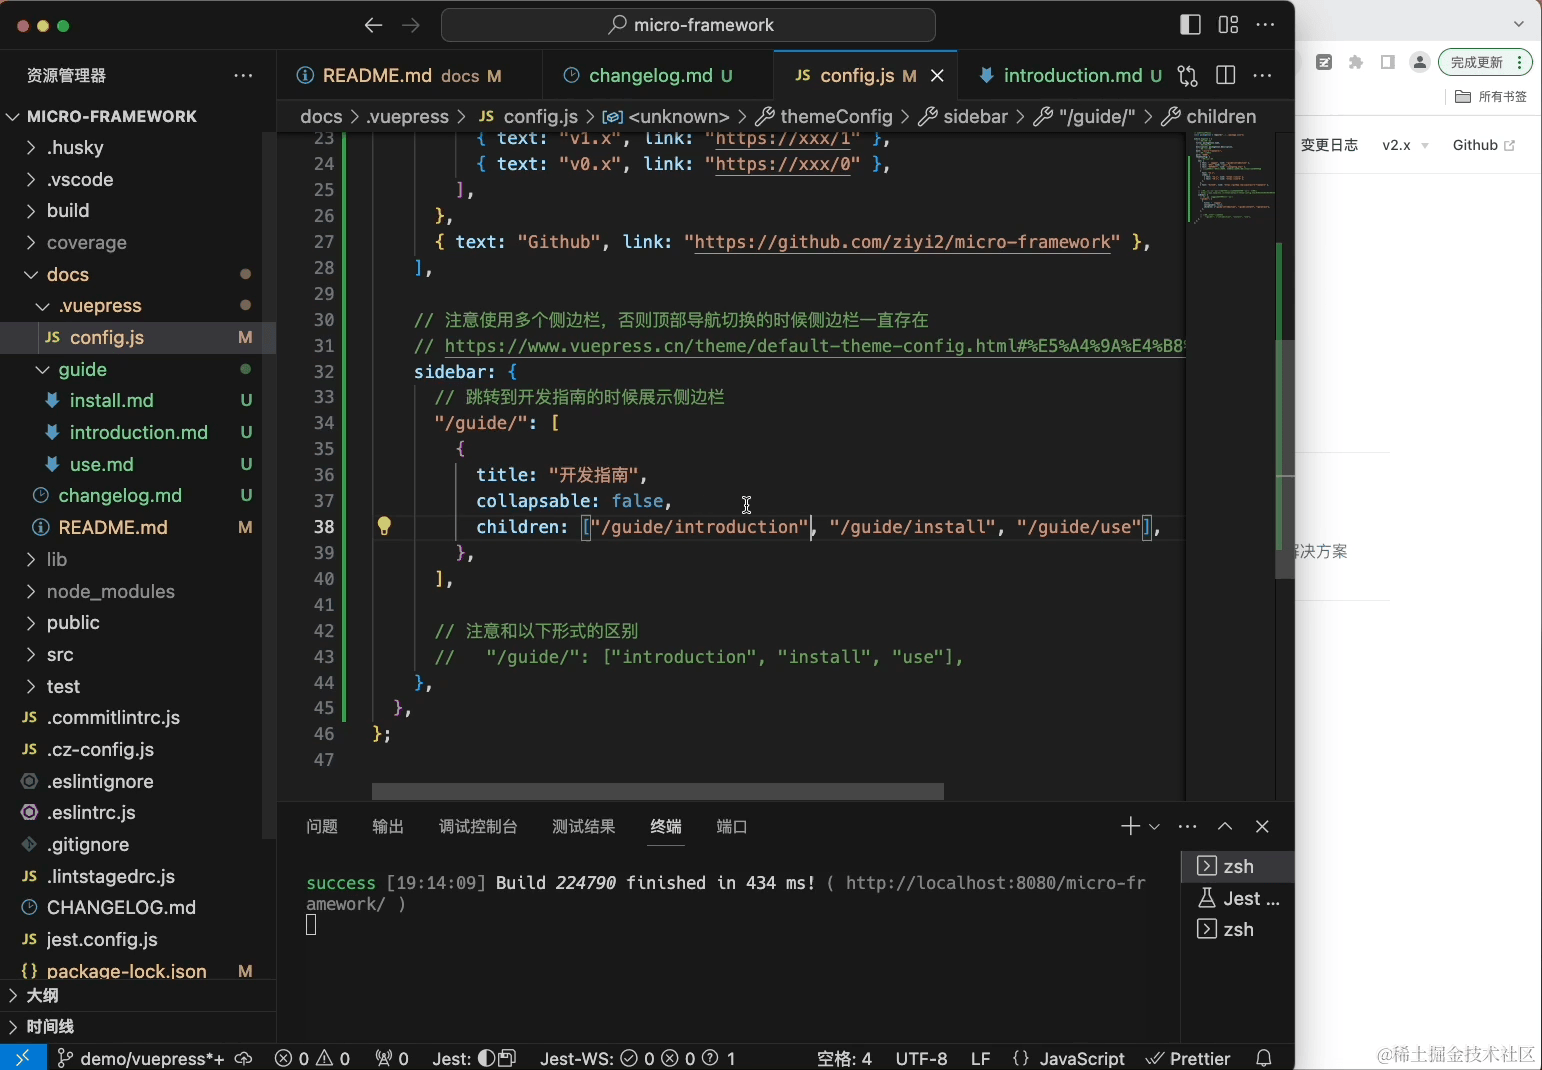 micro-framework
资源管理器
README.md docs M
changelog.md U
JS config.js M
introduction.md U
docs > .vuepress > JS config.js > <unknown> > themeConfig > sidebar > "/guide/" > children
MICRO-FRAMEWORK
.husky
.vscode
build
coverage
docs
.vuepress
JS config.js M
guide
install.md U
introduction.md U
use.md U
changelog.md U
README.md M
lib
node_modules
public
src
test
JS .commitlintrc.js
JS .cz-config.js
.eslintignore
.eslintrc.js
.gitignore
JS .lintstagedrc.js
CHANGELOG.md
JS jest.config.js
{} package-lock.json M
大纲
时间线
23 { text: "v1.x", link: "https://xxx/1" },
24 { text: "v0.x", link: "https://xxx/0" },
25 ],
26 },
27 { text: "Github", link: "https://github.com/ziyi2/micro-framework" },
28 ],
29
30 // 注意使用多个侧边栏，否则顶部导航切换的时候侧边栏一直存在
31 // https://www.vuepress.cn/theme/default-theme-config.html#%E5%A4%9A%E4%B8
32 sidebar: {
33 // 跳转到开发指南的时候展示侧边栏
34 "/guide/": [
35 {
36 title: "开发指南",
37 collapsable: false,
38 children: ["/guide/introduction", "/guide/install", "/guide/use"],
39 },
40 ],
41
42 // 注意和以下形式的区别
43 // "/guide/": ["introduction", "install", "use"],
44 },
45 },
46 };
47
问题 输出 调试控制台 测试结果 终端 端口
success [19:14:09] Build 224790 finished in 434 ms! ( http://localhost:8080/micro-fr
amework/ )
zsh
Jest ...
zsh
demo/vuepress*+ 0 0 0 Jest: Jest-WS: 0 0 1 空格: 4 UTF-8 LF {} JavaScript Prettier
完成更新
所有书签
变更日志 v2.x Github
决方案
@稀土掘金技术社区